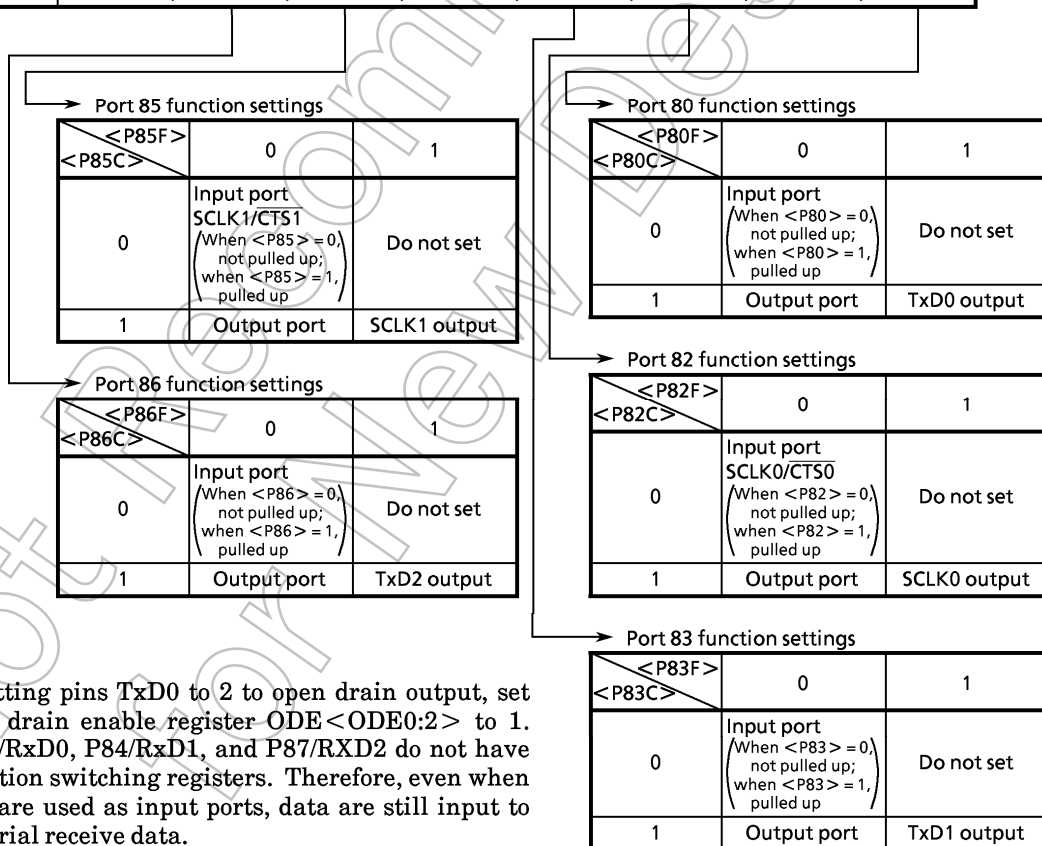 Port 85 function settings
<P85F>
<P85C>
0
1
0
Input port
SCLK1/CTS1
(When <P85> = 0,
not pulled up;
when <P85> = 1,
pulled up)
Do not set
1
Output port
SCLK1 output
Port 86 function settings
<P86F>
<P86C>
0
1
0
Input port
(When <P86> = 0,
not pulled up;
when <P86> = 1,
pulled up)
Do not set
1
Output port
TxD2 output
tting pins TxD0 to 2 to open drain output, set
drain enable register ODE<ODE0:2> to 1.
/RxD0, P84/RxD1, and P87/RXD2 do not have
tion switching registers. Therefore, even when
are used as input ports, data are still input to
rial receive data.
Port 80 function settings
<P80F>
<P80C>
0
1
0
Input port
(When <P80> = 0,
not pulled up;
when <P80> = 1,
pulled up)
Do not set
1
Output port
TxD0 output
Port 82 function settings
<P82F>
<P82C>
0
1
0
Input port
SCLK0/CTS0
(When <P82> = 0,
not pulled up;
when <P82> = 1,
pulled up)
Do not set
1
Output port
SCLK0 output
Port 83 function settings
<P83F>
<P83C>
0
1
0
Input port
(When <P83> = 0,
not pulled up;
when <P83> = 1,
pulled up)
Do not set
1
Output port
TxD1 output
Not Recom
for New Des